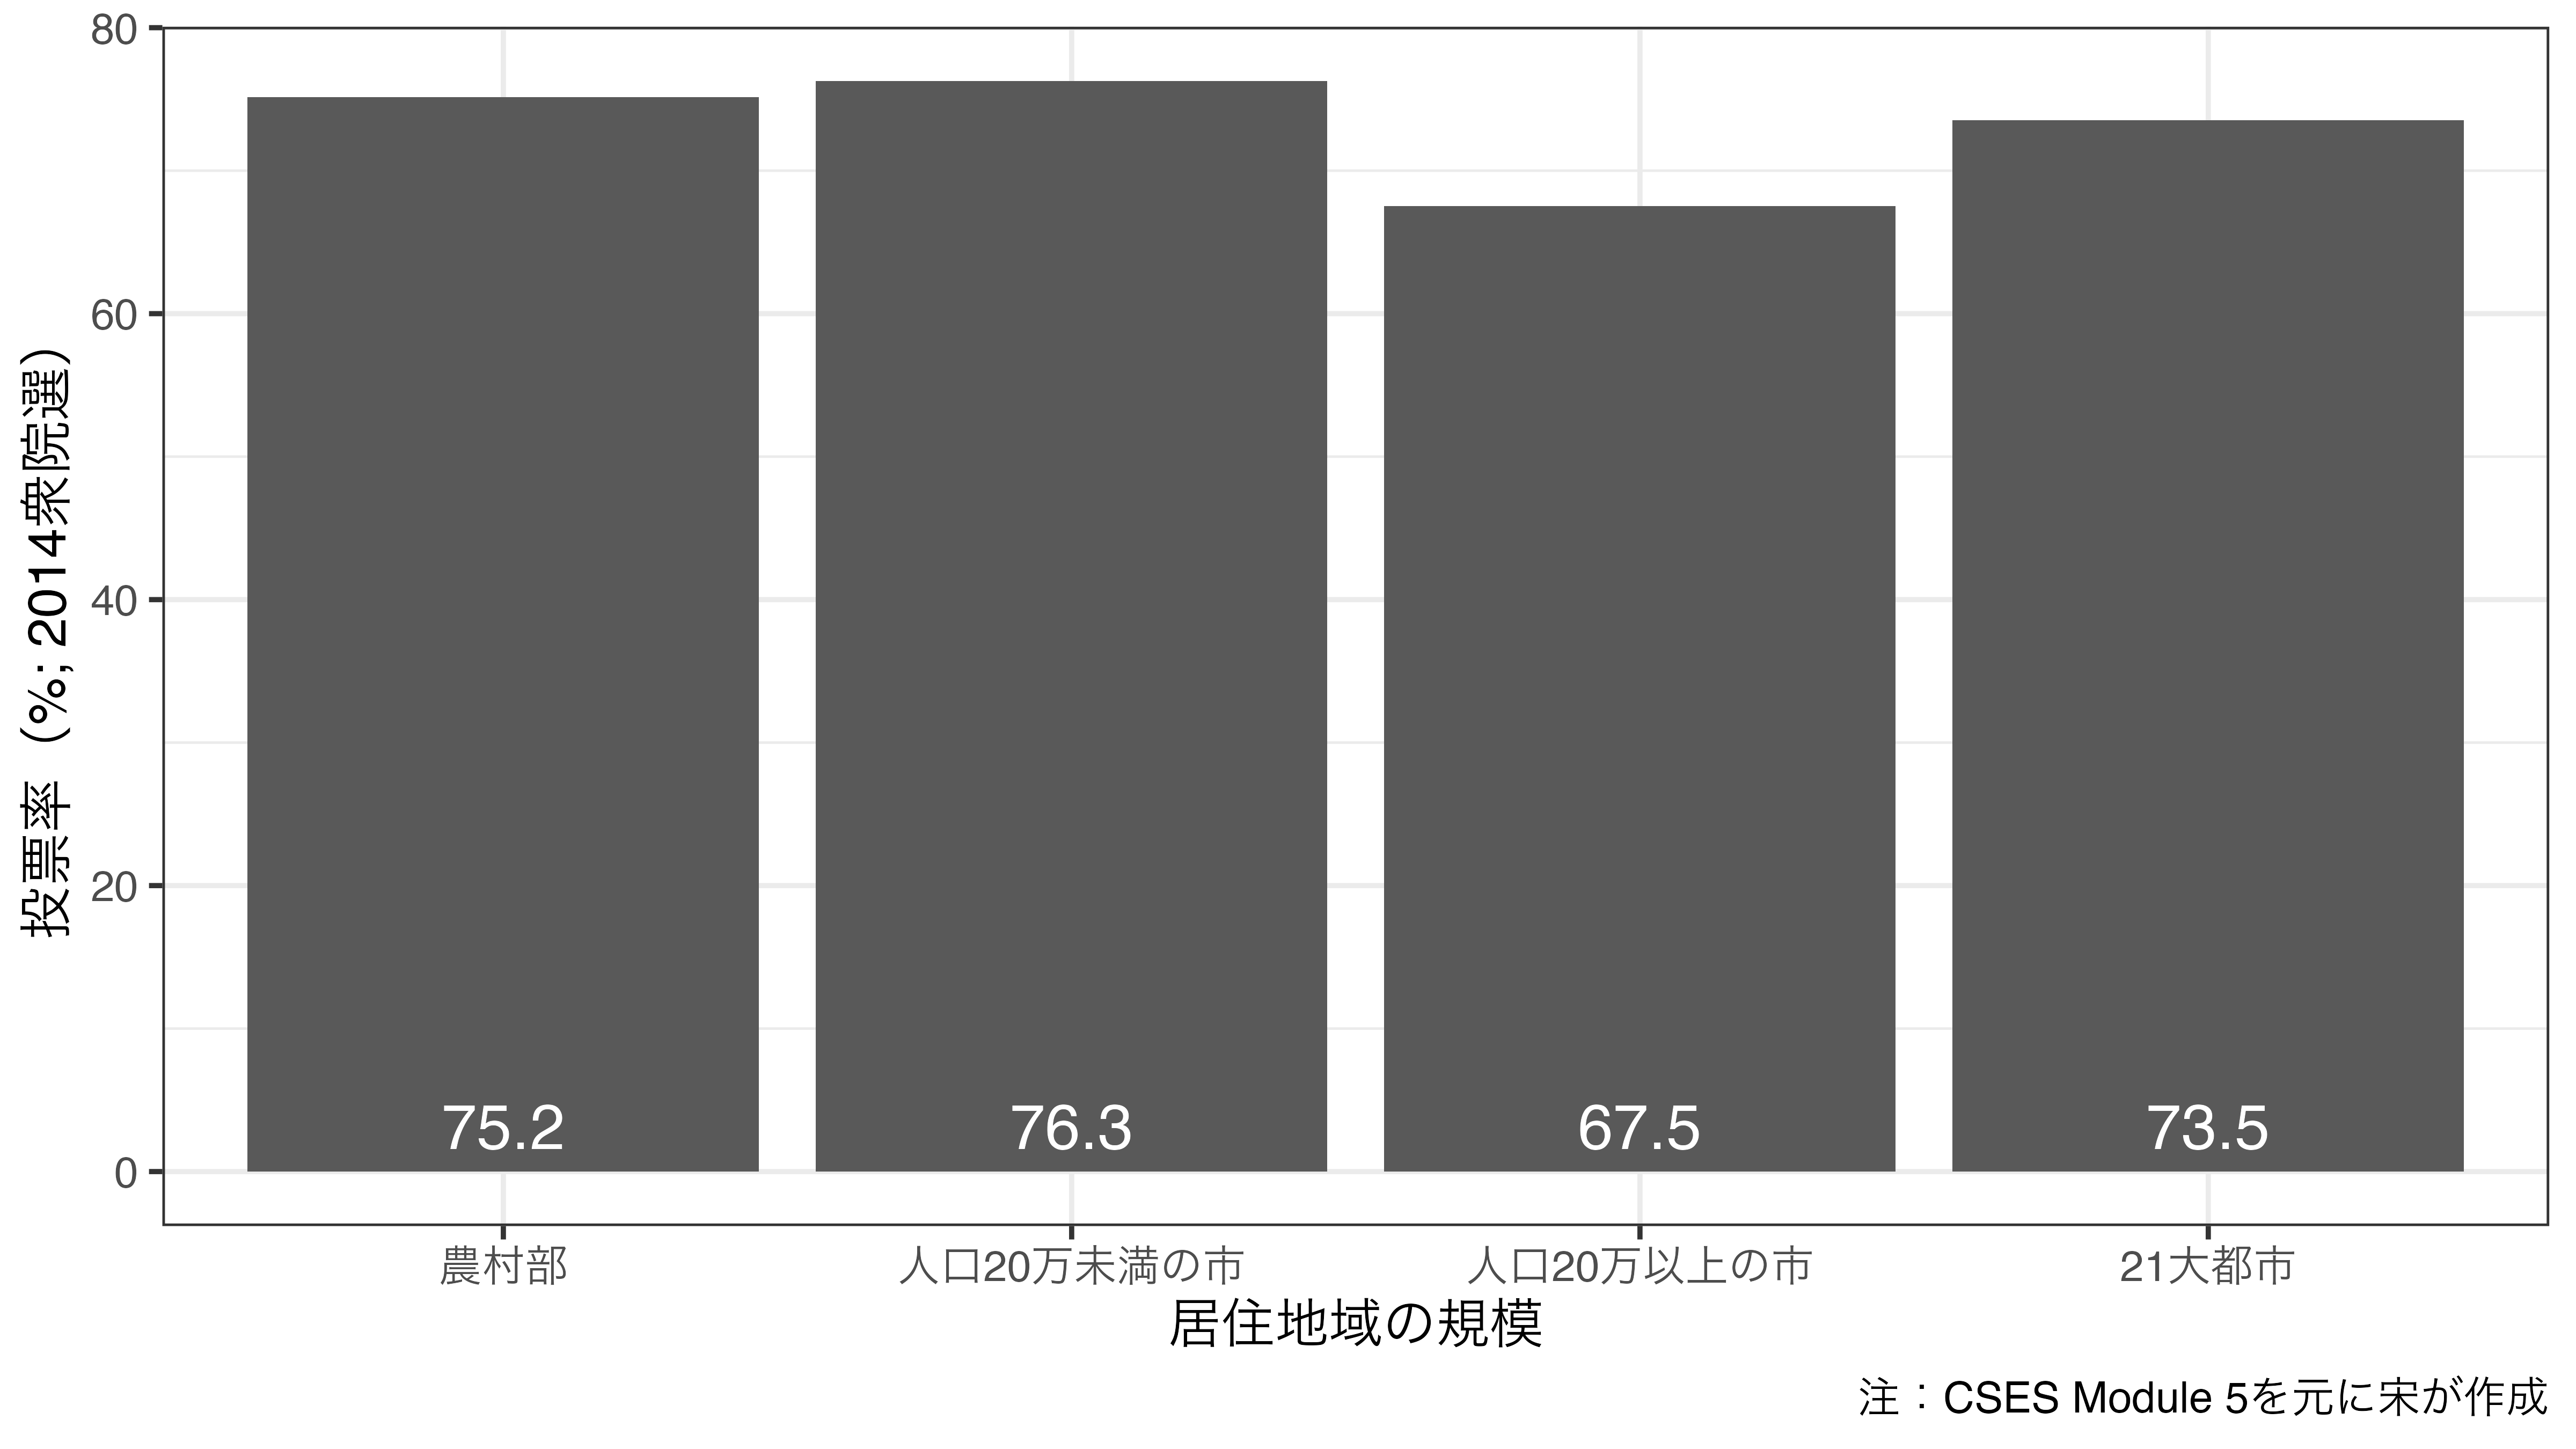 投票率（%; 2014衆院選）
80
60
40
20
0
75.2
76.3
67.5
73.5
農村部
人口20万未満の市
人口20万以上の市
21大都市
居住地域の規模
注：CSES Module 5を元に宋が作成